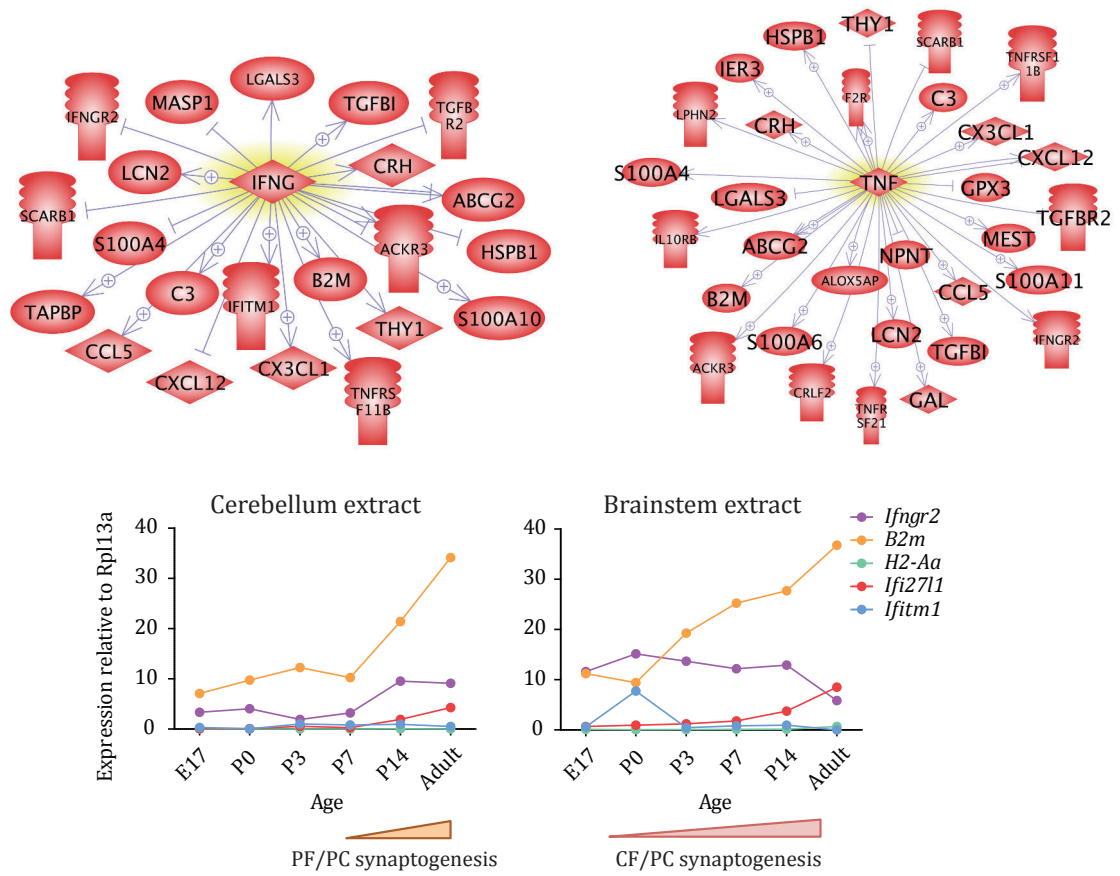 LGALS3
MASP1
IFNGR2
TGFBI
TGFB
R2
LCN2
IFNG
CRH
ABCG2
SCARB1
S100A4
ACKR3
HSPB1
TAPBP
C3
IFITM1
B2M
S100A10
CCL5
THY1
CXCL12
CX3CL1
TNFRS
F11B
THY1
HSPB1
SCARB1
TNFRSF1
1B
IER3
F2R
C3
LPHN2
CRH
CX3CL1
CXCL12
S100A4
TNF
GPX3
LGALS3
TGFBR2
IL10RB
ABCG2
NPNT
MEST
ALOX5AP
S100A11
B2M
CCL5
S100A6
LCN2
TGFBI
IFNGR2
ACKR3
CRLF2
TNFR
SF21
GAL
Cerebellum extract
Expression relative to Rpl13a
40
30
20
10
0
E17
P0
P3
P7
P14
Adult
Age
PF/PC synaptogenesis
Brainstem extract
40
30
20
10
0
E17
P0
P3
P7
P14
Adult
Age
CF/PC synaptogenesis
Ifngr2
B2m
H2-Aa
Ifi27l1
Ifitm1